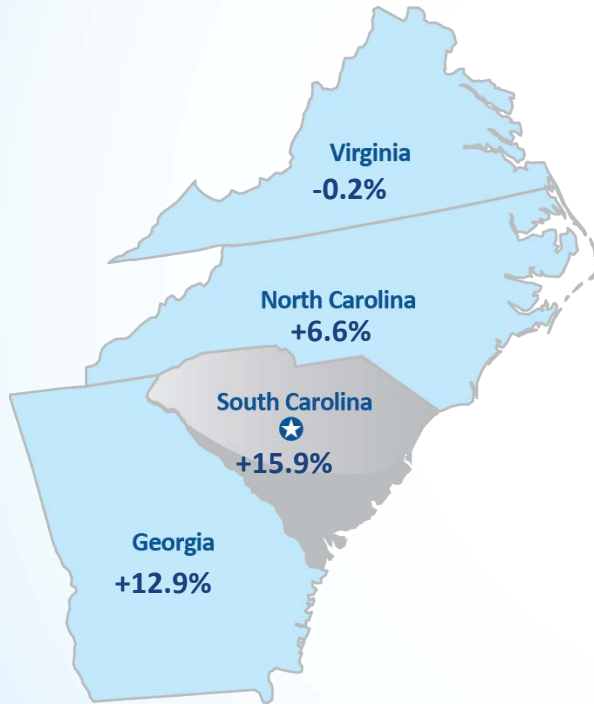 Virginia
-0.2%
North Carolina
+6.6%
South Carolina
+15.9%
Georgia
+12.9%